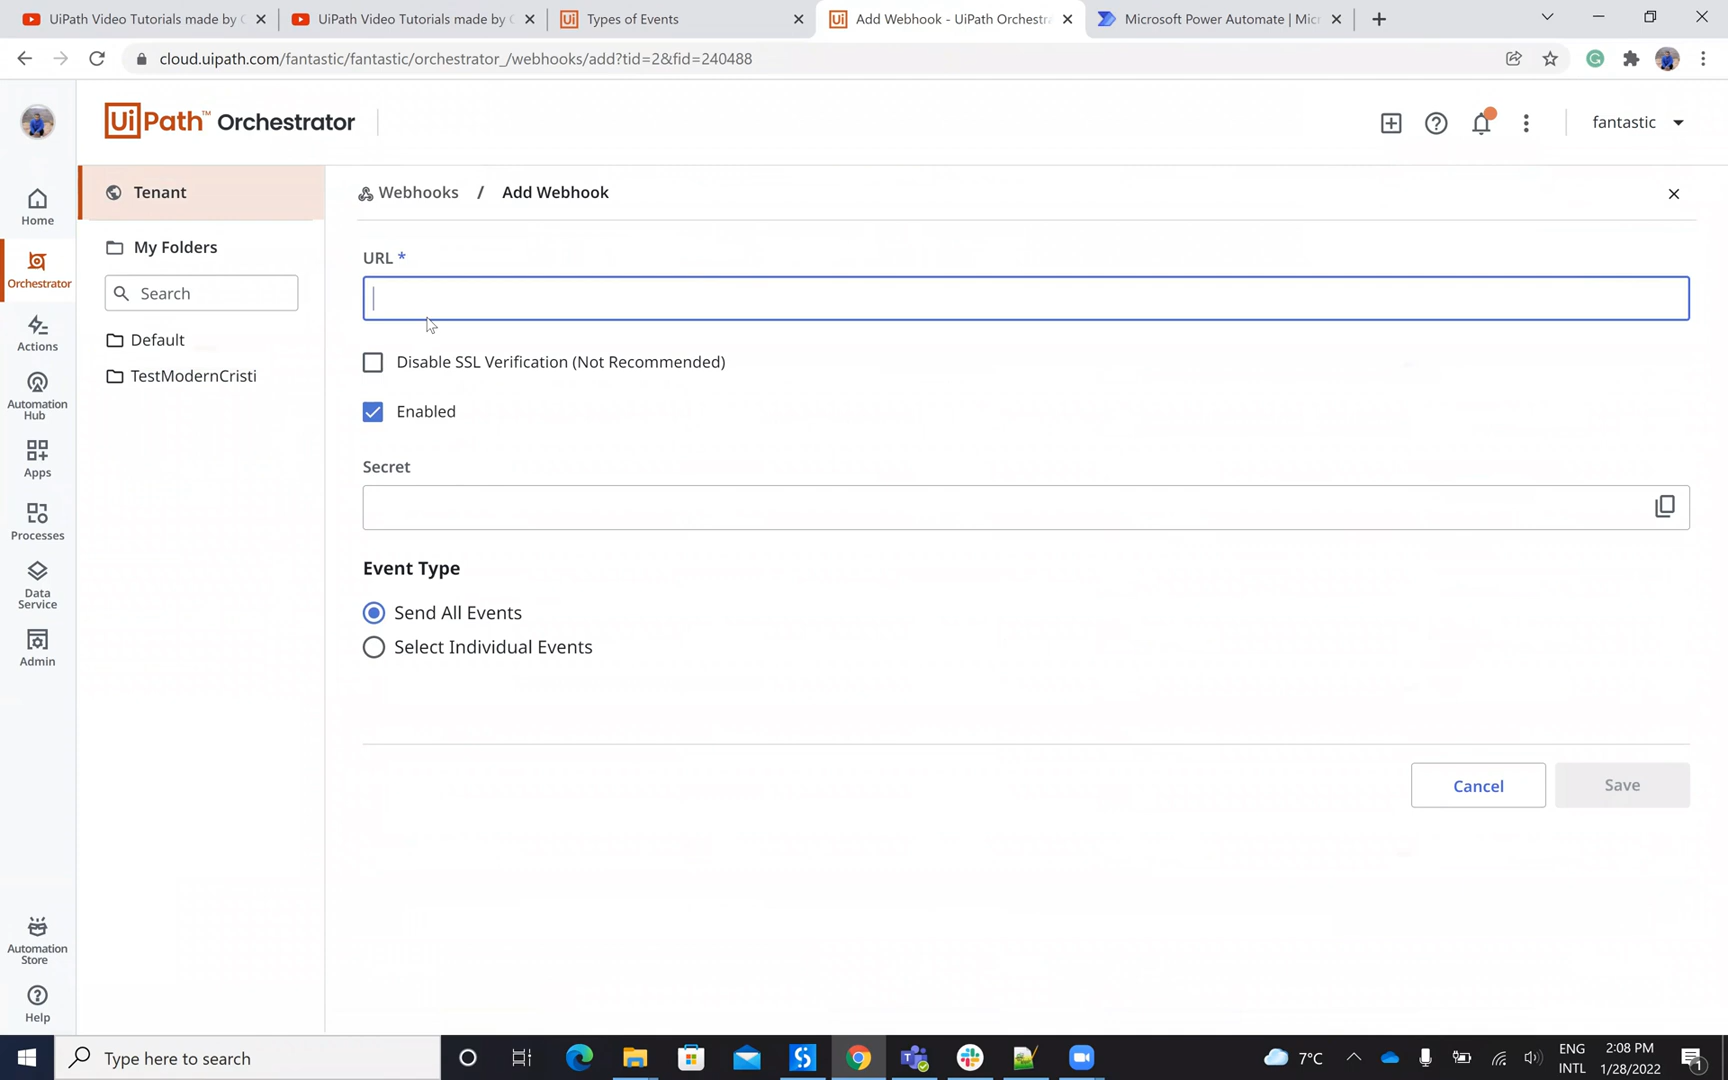 UiPath Video Tutorials made by
UiPath Video Tutorials made by
Types of Events
Add Webhook - UiPath Orchestr
Microsoft Power Automate | Mic
cloud.uipath.com/fantastic/fantastic/orchestrator_/webhooks/add?tid=2&fid=240488
UiPath™ Orchestrator
fantastic
Home
Orchestrator
Actions
Automation
Hub
Apps
Processes
Data
Service
Admin
Automation
Store
Help
Tenant
My Folders
Search
Default
TestModernCristi
Webhooks / Add Webhook
URL *
Disable SSL Verification (Not Recommended)
Enabled
Secret
Event Type
Send All Events
Select Individual Events
Cancel
Save
Type here to search
7°C
ENG
INTL
2:08 PM
1/28/2022
1